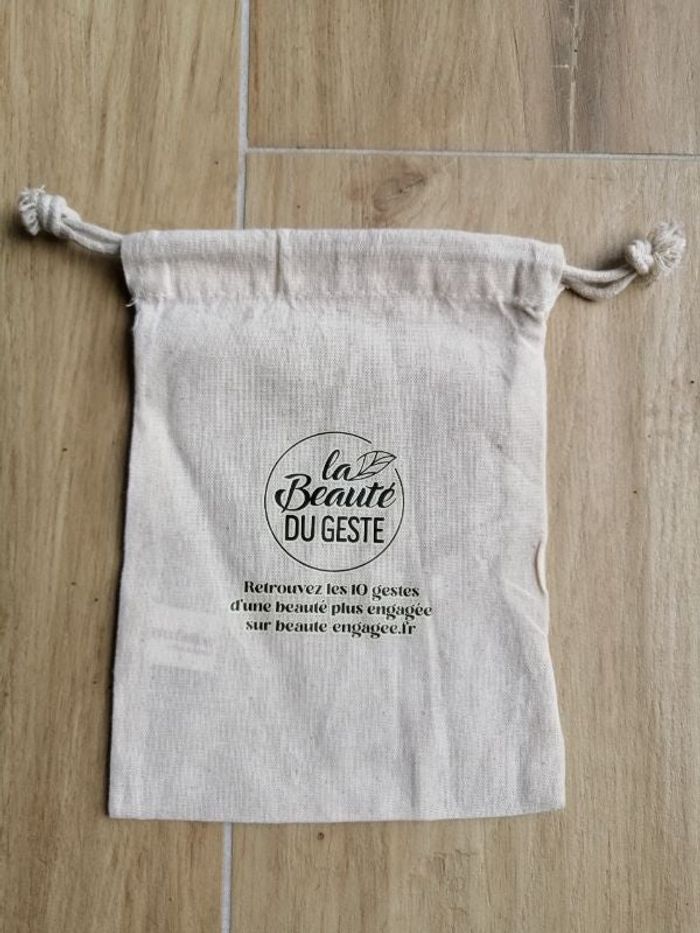 la
Beauté
DU GESTE
Retrouvez les 10 gestes
d'une beauté plus engagée
sur beaute-engagee.fr